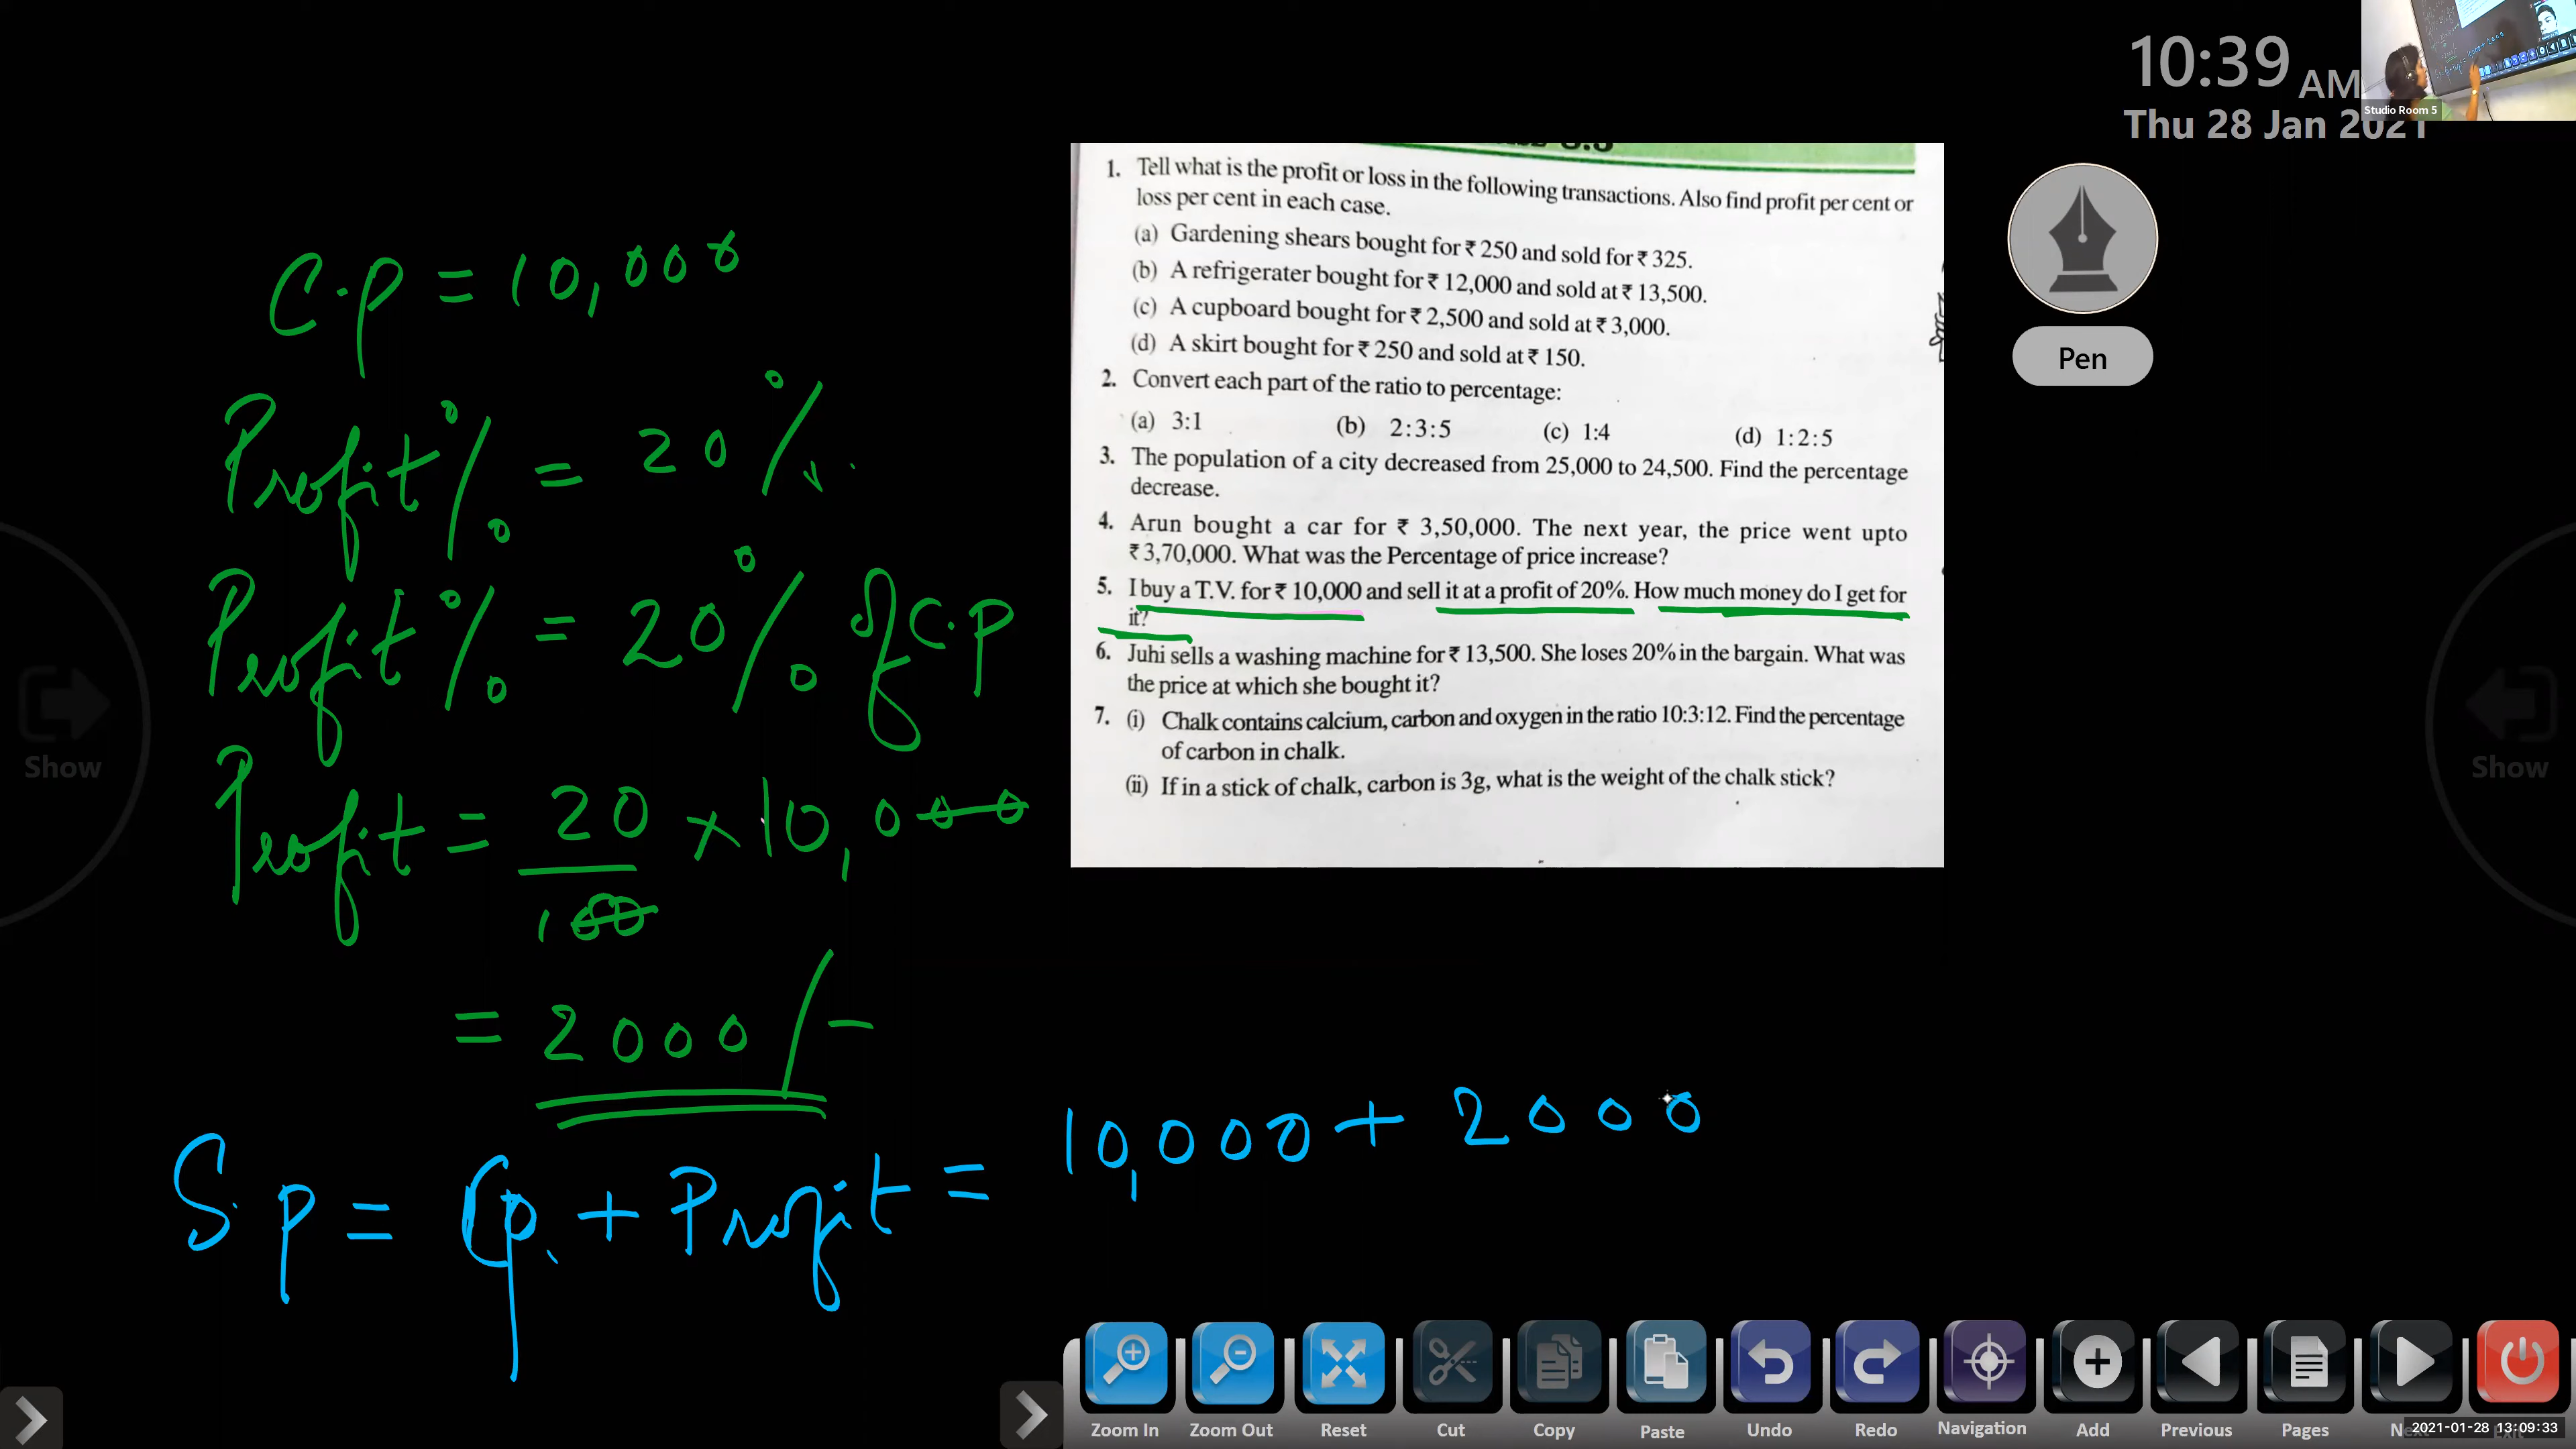 10:39 AM
Thu 28 Jan 2021
Studio Room 5
Pen
1. Tell what is the profit or loss in the following transactions. Also find profit per cent or
loss per cent in each case.
(a) Gardening shears bought for ₹ 250 and sold for ₹ 325.
(b) A refrigerater bought for ₹ 12,000 and sold at ₹ 13,500.
(c) A cupboard bought for ₹ 2,500 and sold at ₹ 3,000.
(d) A skirt bought for ₹ 250 and sold at ₹ 150.
2. Convert each part of the ratio to percentage:
(a) 3:1 (b) 2:3:5 (c) 1:4 (d) 1:2:5
3. The population of a city decreased from 25,000 to 24,500. Find the percentage
decrease.
4. Arun bought a car for ₹ 3,50,000. The next year, the price went upto
₹ 3,70,000. What was the Percentage of price increase?
5. I buy a T.V. for ₹ 10,000 and sell it at a profit of 20%. How much money do I get for
it?
6. Juhi sells a washing machine for ₹ 13,500. She loses 20% in the bargain. What was
the price at which she bought it?
7. (i) Chalk contains calcium, carbon and oxygen in the ratio 10:3:12. Find the percentage
of carbon in chalk.
(ii) If in a stick of chalk, carbon is 3g, what is the weight of the chalk stick?
C.P = 10,000
Profit % = 20 %
Profit % = 20 % of C.P
Profit = 20 × 10,000
100
= 2000/-
S.P = CP. + Profit = 10,000 + 2000
Show
Show
Zoom In Zoom Out Reset Cut Copy Paste Undo Redo Navigation Add Previous Pages
2021-01-28 13:09:33